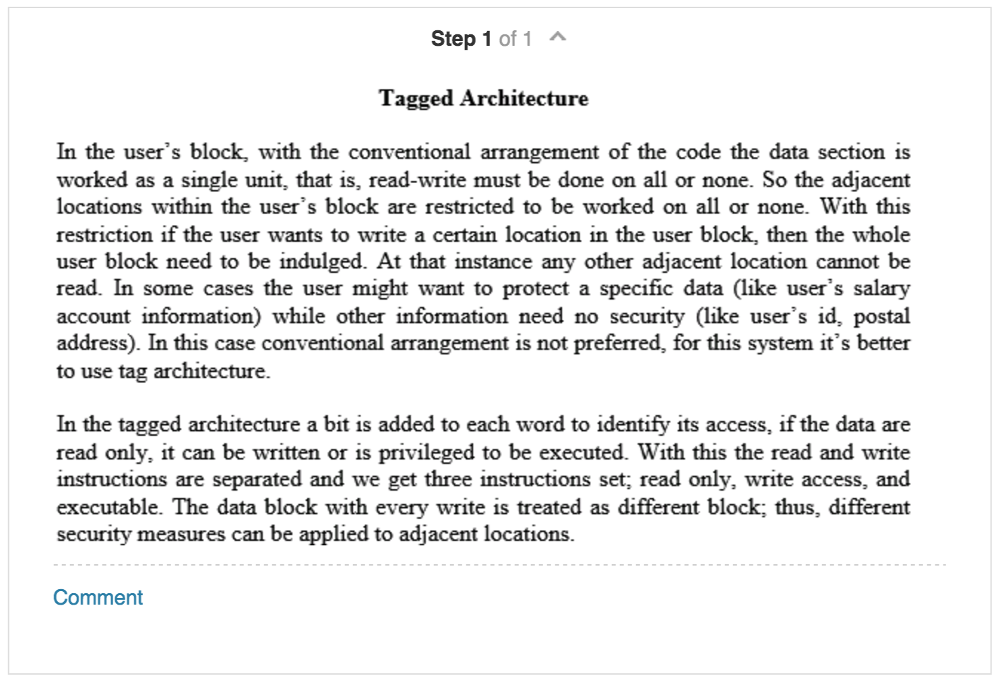 Step 1 of 1
Tagged Architecture
In the user's block, with the conventional arrangement of the code the data section is
worked as a single unit, that is, read-write must be done on all or none. So the adjacent
locations within the user's block are restricted to be worked on all or none. With this
restriction if the user wants to write a certain location in the user block, then the whole
user block need to be indulged. At that instance any other adjacent location cannot be
read. In some cases the user might want to protect a specific data (like user's salary
account information) while other information need no security (like user's id, postal
address). In this case conventional arrangement is not preferred, for this system it's better
to use tag architecture.
In the tagged architecture a bit is added to each word to identify its access, if the data are
read only, it can be written or is privileged to be executed. With this the read and write
instructions are separated and we get three instructions set; read only, write access, and
executable. The data block with every write is treated as different block; thus, different
security measures can be applied to adjacent locations.
Comment